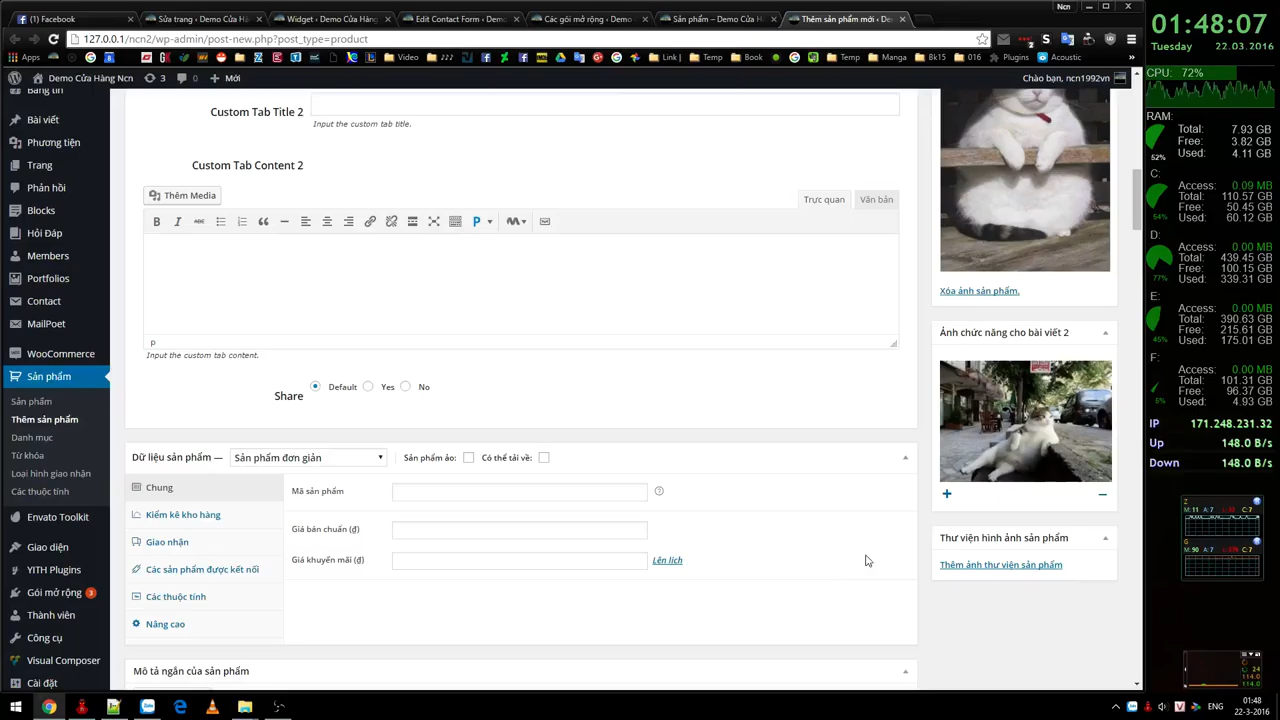 (1) Facebook
Sửa trang ‹ Demo Cửa Hà
Widget ‹ Demo Cửa Hàng
Edit Contact Form ‹ Demo
Các gói mở rộng ‹ Demo
Sản phẩm – Demo Cửa Hà
Thêm sản phẩm mới ‹ De
Ncn
127.0.0.1/ncn2/wp-admin/post-new.php?post_type=product
Apps
Video
Link
Temp
Book
Temp
Manga
Bk15
016
Plugins
Acoustic
Demo Cửa Hàng Ncn
3
0
Mới
Chào bạn, ncn1992vn
Bảng tin
Bài viết
Phương tiện
Trang
Phản hồi
Blocks
Hỏi Đáp
Members
Portfolios
Contact
MailPoet
WooCommerce
Sản phẩm
Sản phẩm
Thêm sản phẩm
Danh mục
Từ khóa
Loại hình giao nhận
Các thuộc tính
Envato Toolkit
Giao diện
YITH Plugins
Gói mở rộng 3
Thành viên
Công cụ
Visual Composer
Cài đặt
Custom Tab Title 2
Input the custom tab title.
Custom Tab Content 2
Thêm Media
Trực quan
Văn bản
p
Input the custom tab content.
Share
Default
Yes
No
Dữ liệu sản phẩm —
Sản phẩm đơn giản
Sản phẩm ảo:
Có thể tải về:
Chung
Kiểm kê kho hàng
Giao nhận
Các sản phẩm được kết nối
Các thuộc tính
Nâng cao
Mã sản phẩm
Giá bán chuẩn (₫)
Giá khuyến mãi (₫)
Lên lịch
Mô tả ngắn của sản phẩm
Xóa ảnh sản phẩm.
Ảnh chức năng cho bài viết 2
Thư viện hình ảnh sản phẩm
Thêm ảnh thư viện sản phẩm
01:48:07
Tuesday 22.03.2016
CPU: 72%
RAM:
Total: 7.93 GB
Free: 3.82 GB
52% Used: 4.11 GB
C:
Access: 0.09 MB
Total: 110.57 GB
Free: 50.45 GB
54% Used: 60.12 GB
D:
Access: 0.00 MB
Total: 439.45 GB
Free: 100.15 GB
77% Used: 339.31 GB
E:
Access: 0.00 MB
Total: 390.63 GB
Free: 215.61 GB
45% Used: 175.01 GB
F:
Access: 0.00 MB
Total: 101.31 GB
Free: 96.37 GB
5% Used: 4.93 GB
IP 171.248.231.32
Up 148.0 B/s
Down 148.0 B/s
ENG
01:48
22-3-2016